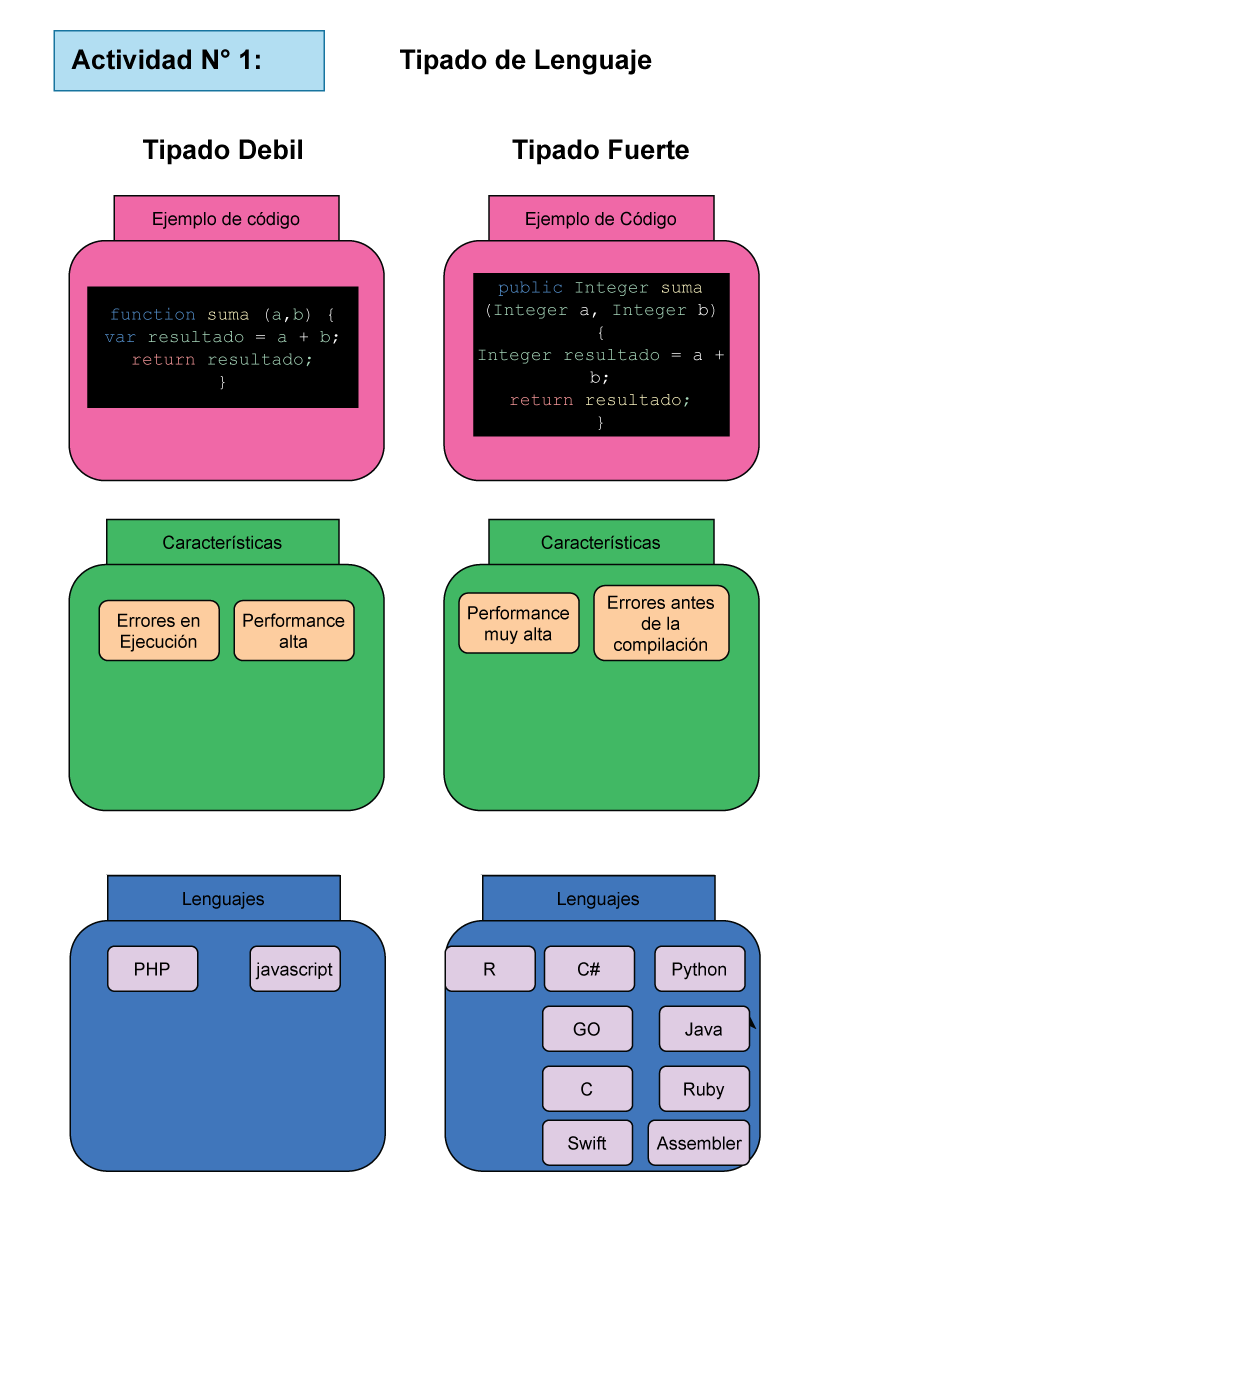 Actividad N° 1:
Tipado de Lenguaje
Tipado Debil
Tipado Fuerte
Ejemplo de código
function suma (a,b) {
var resultado = a + b;
return resultado;
}
Ejemplo de Código
public Integer suma
(Integer a, Integer b)
{
Integer resultado = a +
b;
return resultado;
}
Características
Errores en
Ejecución
Performance
alta
Características
Performance
muy alta
Errores antes
de la
compilación
Lenguajes
PHP
javascript
Lenguajes
R
C#
Python
GO
Java
C
Ruby
Swift
Assembler